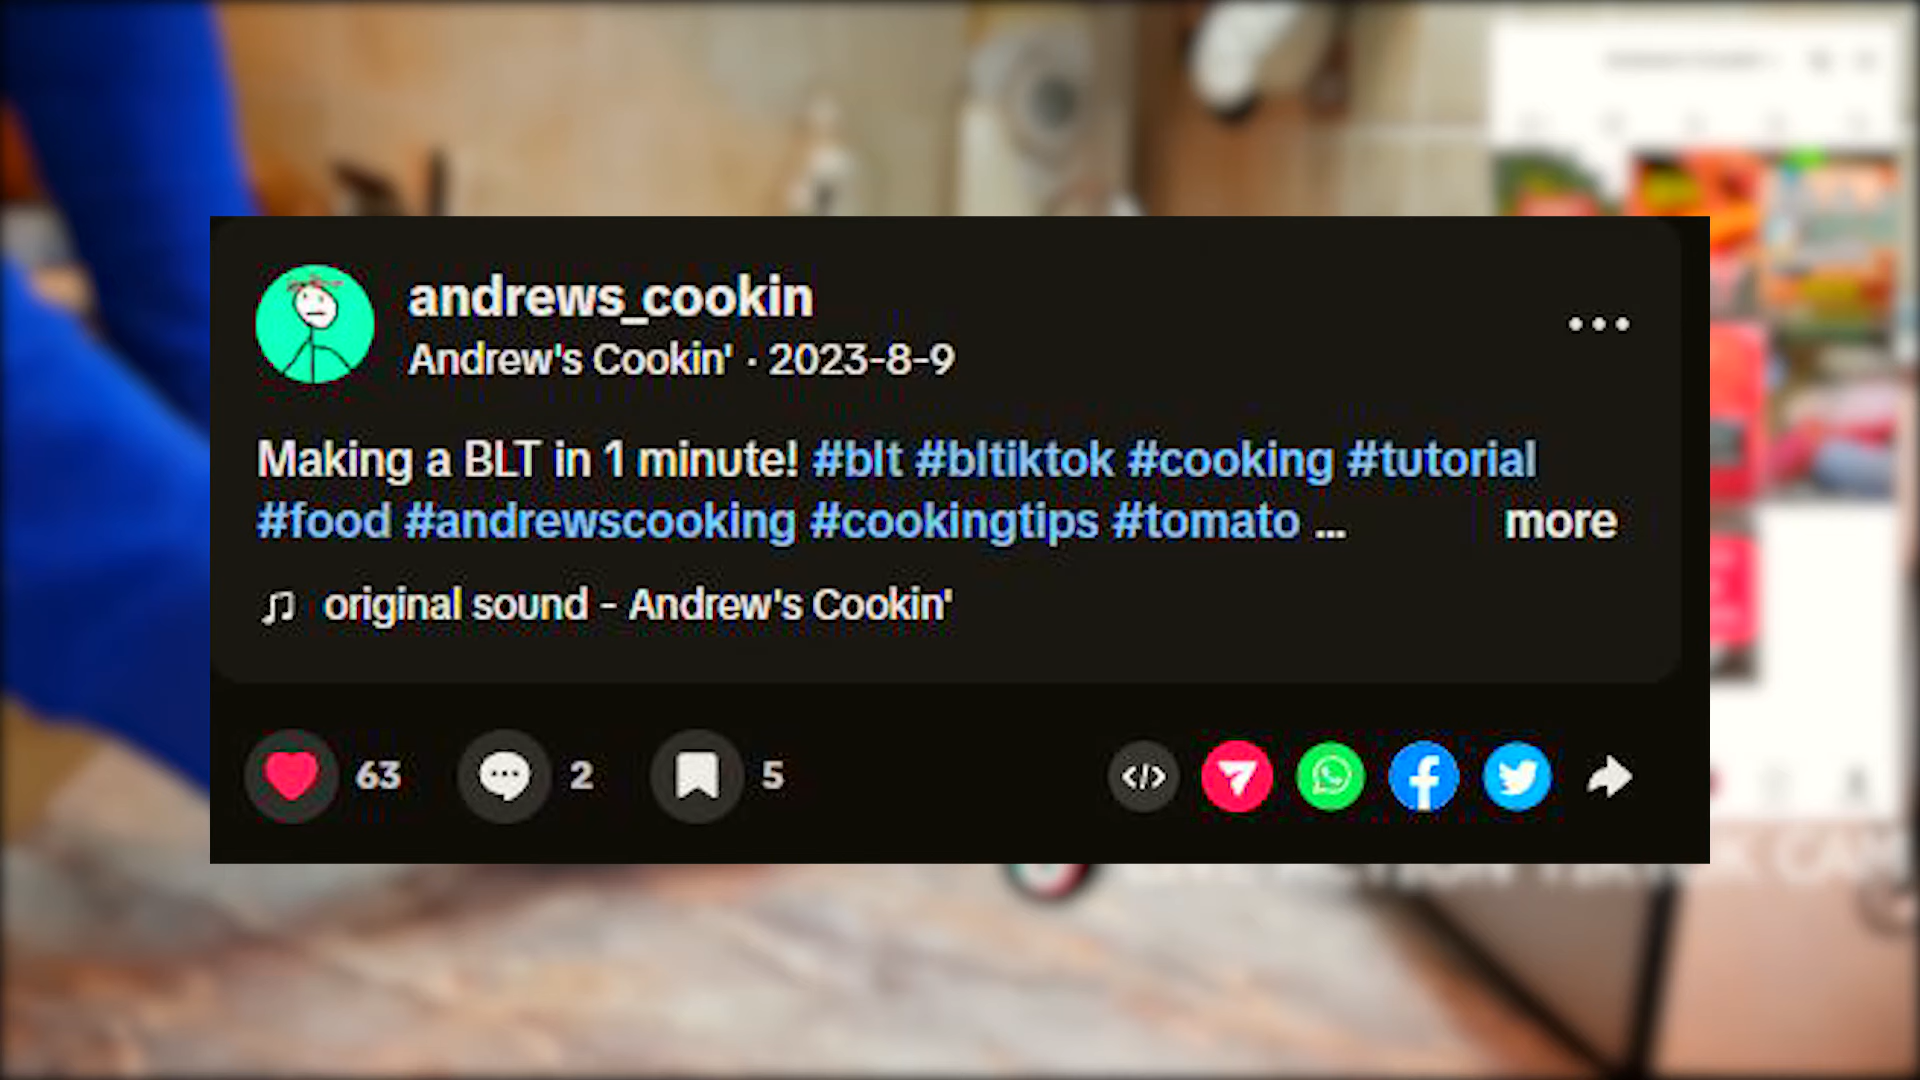 andrews_cookin
Andrew's Cookin' · 2023-8-9
Making a BLT in 1 minute! #blt #bltiktok #cooking #tutorial
#food #andrewscooking #cookingtips #tomato ... more
original sound - Andrew's Cookin'
63 2 5